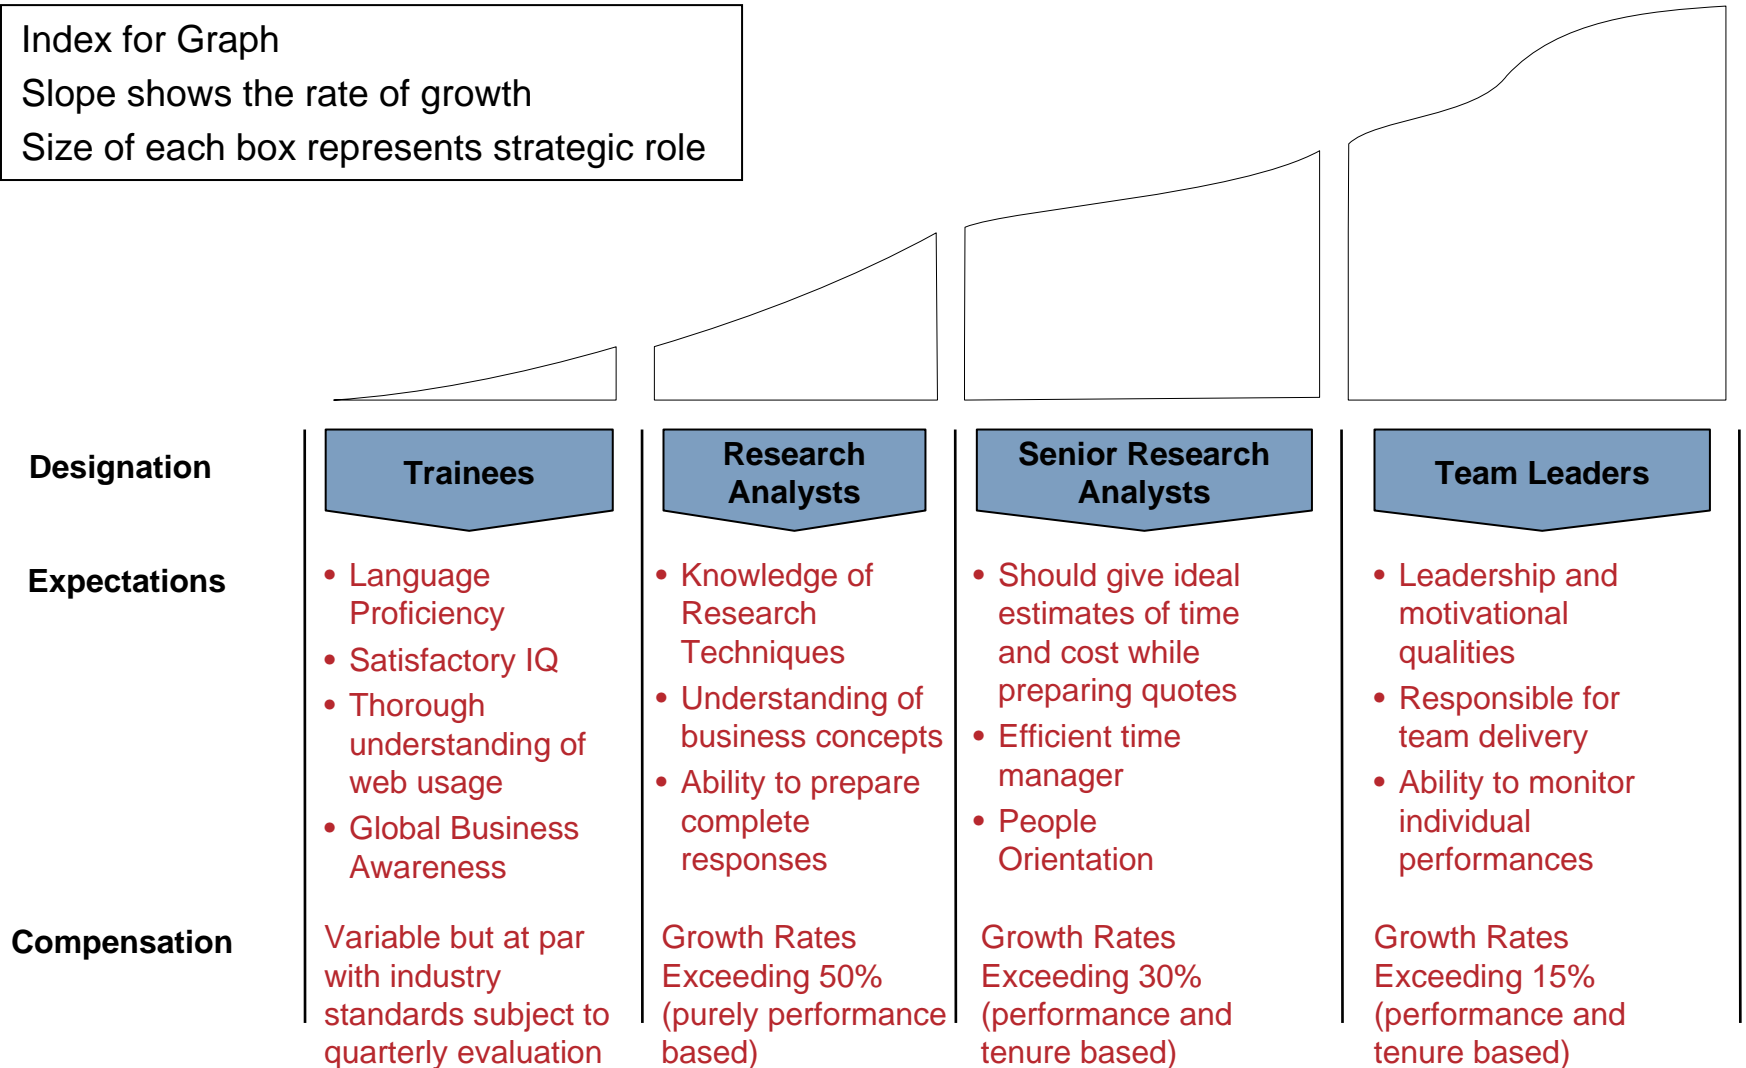 Index for Graph
Slope shows the rate of growth
Size of each box represents strategic role
Designation
Trainees
Research
Analysts
Senior Research
Analysts
Team Leaders
Expectations
• Language
Proficiency
• Satisfactory IQ
• Thorough
understanding of
web usage
• Global Business
Awareness
• Knowledge of
Research
Techniques
• Understanding of
business concepts
• Ability to prepare
complete
responses
• Should give ideal
estimates of time
and cost while
preparing quotes
• Efficient time
manager
• People
Orientation
• Leadership and
motivational
qualities
• Responsible for
team delivery
• Ability to monitor
individual
performances
Compensation
Variable but at par
with industry
standards subject to
quarterly evaluation
Growth Rates
Exceeding 50%
(purely performance
based)
Growth Rates
Exceeding 30%
(performance and
tenure based)
Growth Rates
Exceeding 15%
(performance and
tenure based)